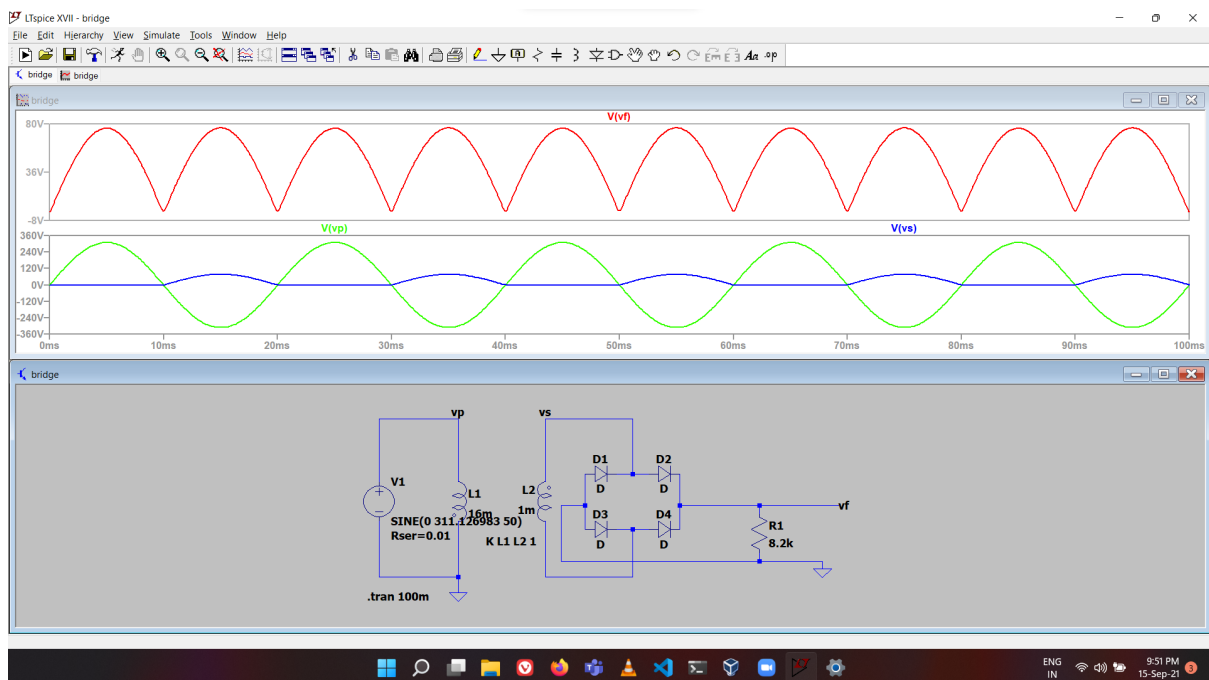 LTspice XVII - bridge
File Edit Hierarchy View Simulate Tools Window Help
bridge bridge
bridge
V(vf)
80V
36V
-8V
V(vp) V(vs)
360V
240V
120V
0V
-120V
-240V
-360V
0ms 10ms 20ms 30ms 40ms 50ms 60ms 70ms 80ms 90ms 100ms
bridge
vp vs
V1
L1
16m
SINE(0 311.126983 50)
Rser=0.01
L2
1m
K L1 L2 1
D1 D2
D D
D3 D4
D D
vf
R1
8.2k
.tran 100m
ENG
IN
9:51 PM
15-Sep-21
3